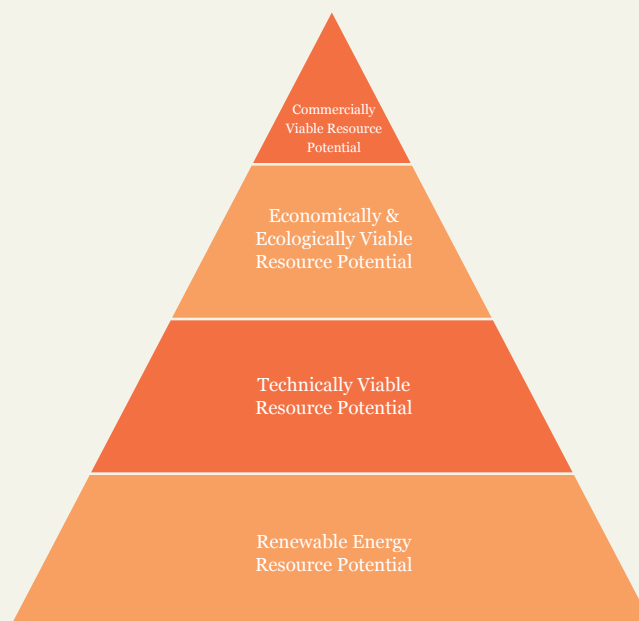 Commercially
Viable Resource
Potential
Economically &
Ecologically Viable
Resource Potential
Technically Viable
Resource Potential
Renewable Energy
Resource Potential